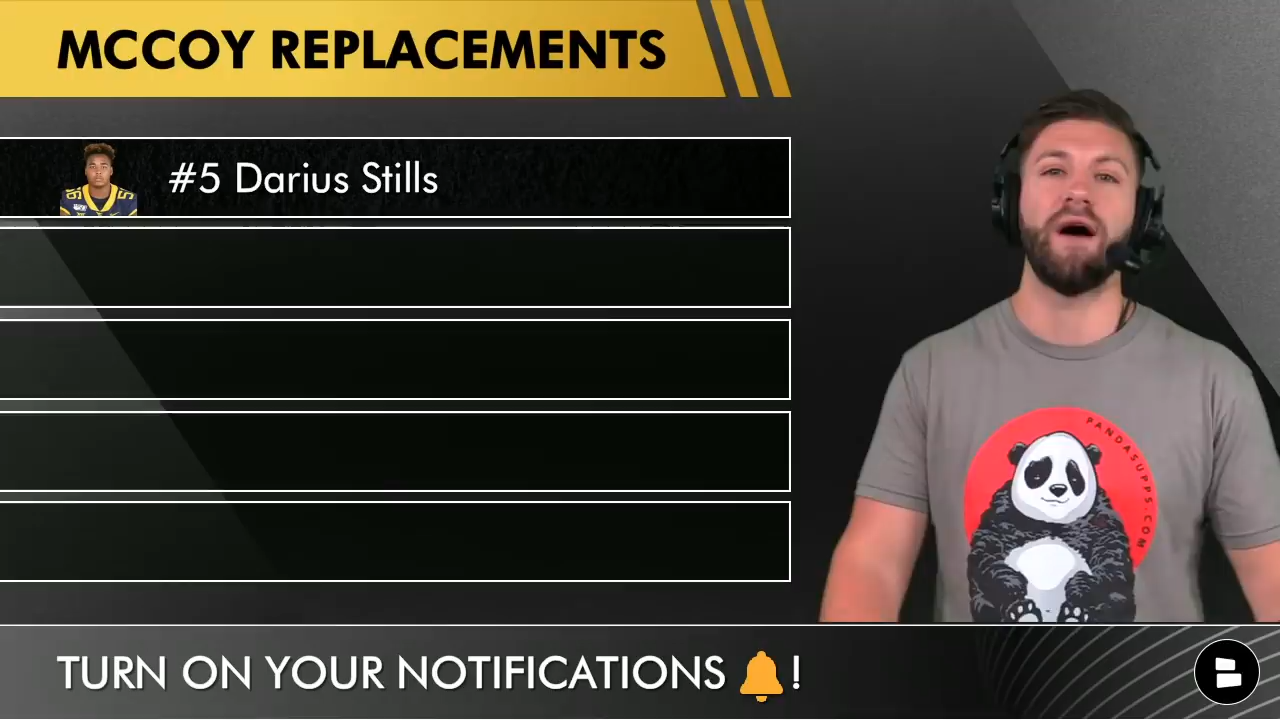 MCCOY REPLACEMENTS
#5 Darius Stills
PANDASUPPS.COM
TURN ON YOUR NOTIFICATIONS 🔔!